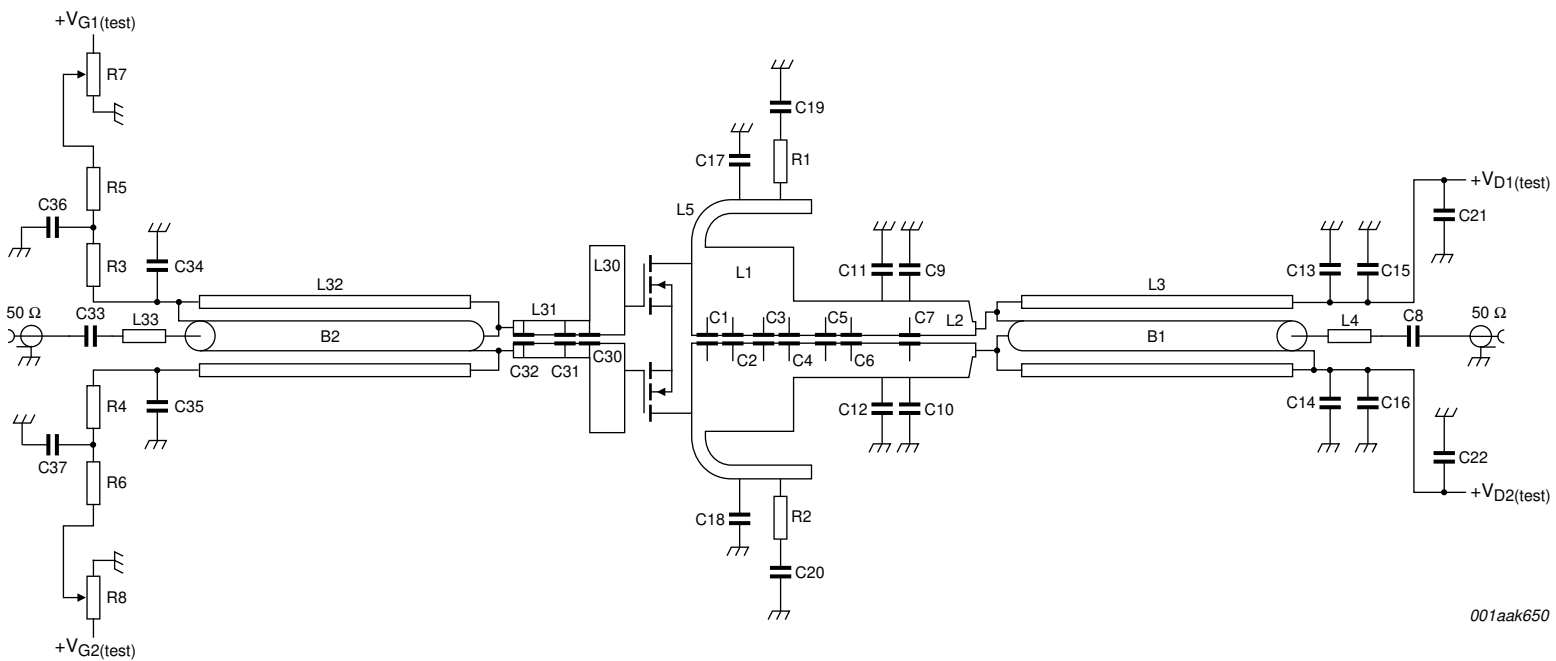 +VG1(test)
R7
C19
C17
R1
R5
C36
L5
+VD1(test)
C21
R3
C34
L30
L1
C11
C9
C13
C15
L32
L3
50 Ω
C33
L33
B2
L31
C1
C3
C5
C7
L2
B1
L4
C8
50 Ω
C32
C31
C30
C2
C4
C6
R4
C35
C12
C10
C14
C16
C37
R6
C22
C18
R2
+VD2(test)
C20
R8
001aak650
+VG2(test)